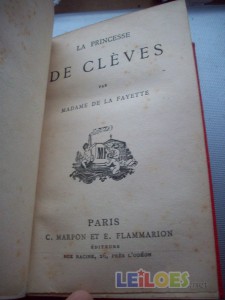 LA PRINCESSE
DE CLÈVES
PAR
MADAME DE LA FAYETTE
PARIS
C. MARPON ET E. FLAMMARION
ÉDITEURS
RUE RACINE, 26, PRÈS L'ODÉON
LEILOES